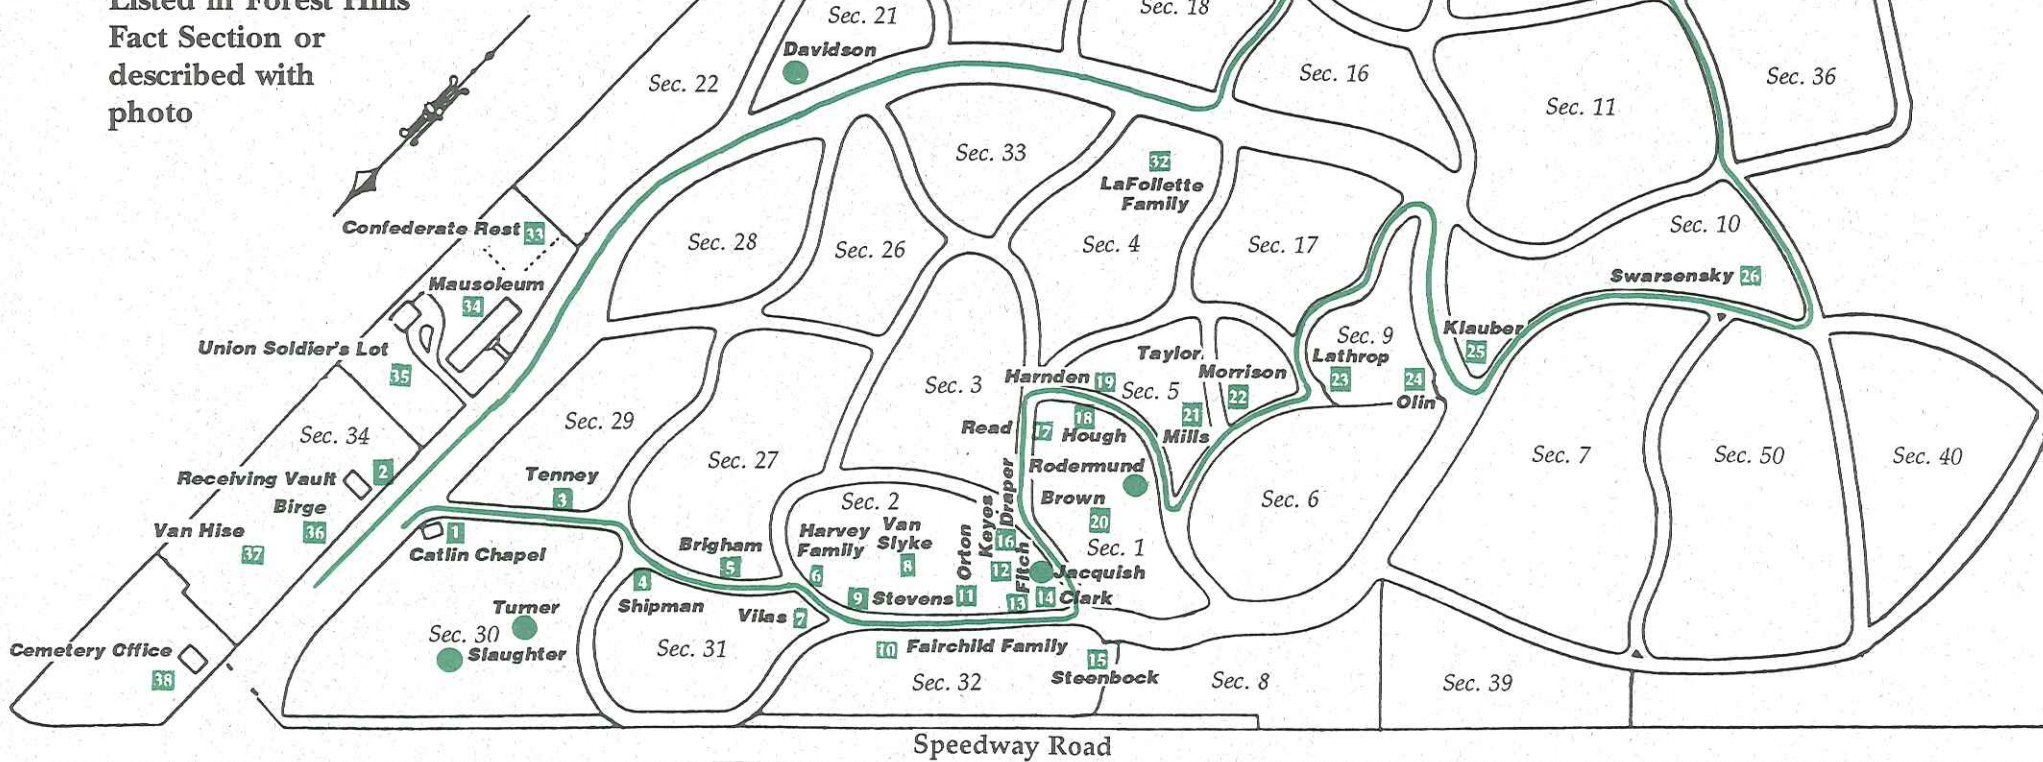 Listed in Forest Hills
Fact Section or
described with
photo
Sec. 21
Sec. 18
Davidson
Sec. 22
Sec. 16
Sec. 11
Sec. 36
Sec. 33
32
LaFollette
Family
Confederate Rest 33
Sec. 28
Sec. 26
Sec. 4
Sec. 17
Sec. 10
Mausoleum
34
Swarsensky 26
Union Soldier's Lot
35
Klauber
25
Sec. 9
Lathrop
23
24
Olin
Taylor
Morrison
22
Harnden 19
Sec. 5
21
Mills
Sec. 3
Read 17
18
Hough
Sec. 29
Sec. 34
Receiving Vault
2
Birge
36
Van Hise
37
Tenney
3
Sec. 27
Rodermund
Brown
20
Sec. 1
Sec. 6
Sec. 7
Sec. 50
Sec. 40
Sec. 2
Harvey
Family
6
Van
Slyke
8
Orton
11
Keyes
Draper
16
12
Fitch
13
Jacquish
14 Clark
1
Catlin Chapel
Brigham
5
4
Shipman
Vilas 7
9 Stevens
Turner
Sec. 30
Slaughter
Sec. 31
10 Fairchild Family
15
Steenbock
Sec. 32
Sec. 8
Sec. 39
Cemetery Office
38
Speedway Road